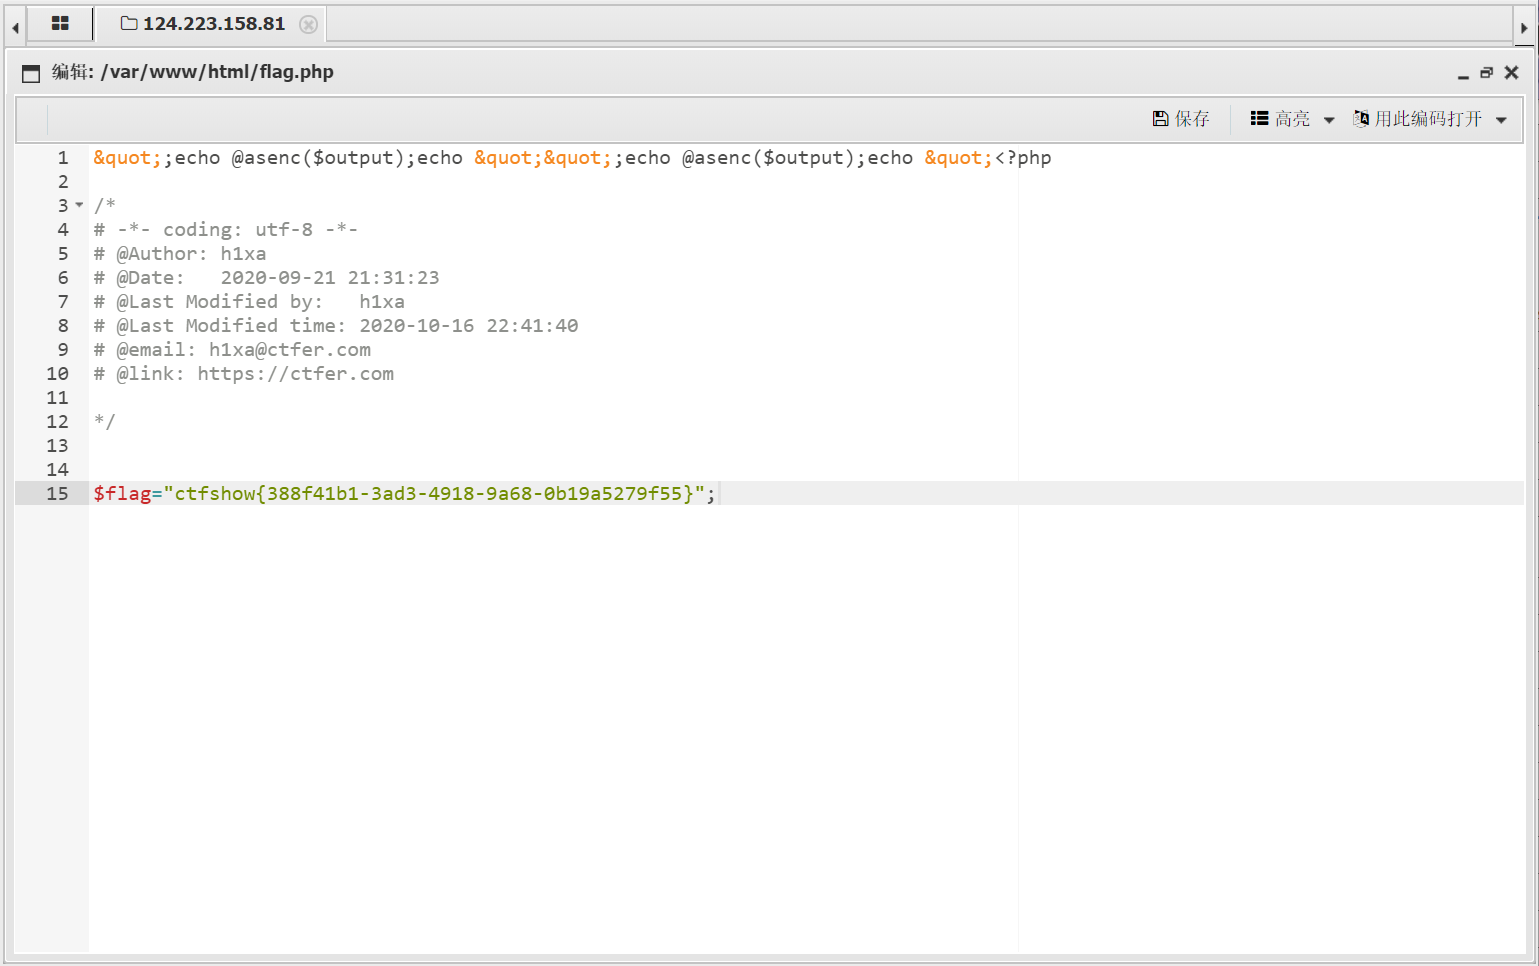 124.223.158.81
编辑: /var/www/html/flag.php
保存 高亮 用此编码打开
1 &quot;;echo @asenc($output);echo &quot;&quot;;echo @asenc($output);echo &quot;<?php
2
3 /*
4 # -*- coding: utf-8 -*-
5 # @Author: h1xa
6 # @Date:   2020-09-21 21:31:23
7 # @Last Modified by:   h1xa
8 # @Last Modified time: 2020-10-16 22:41:40
9 # @email: h1xa@ctfer.com
10 # @link: https://ctfer.com
11
12 */
13
14
15 $flag="ctfshow{388f41b1-3ad3-4918-9a68-0b19a5279f55}";